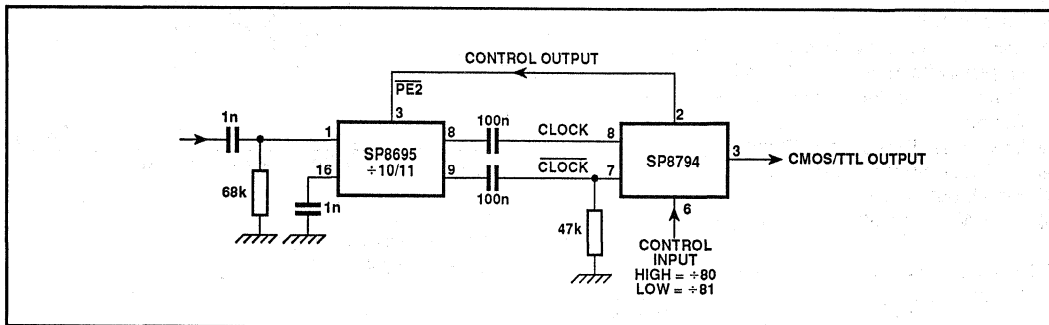 CONTROL OUTPUT
PE2
3
2
1n
1
8
100n
CLOCK
8
SP8695
÷10/11
SP8794
3
CMOS/TTL OUTPUT
16
9
CLOCK
7
100n
68k
1n
6
47k
CONTROL
INPUT
HIGH = ÷80
LOW = ÷81